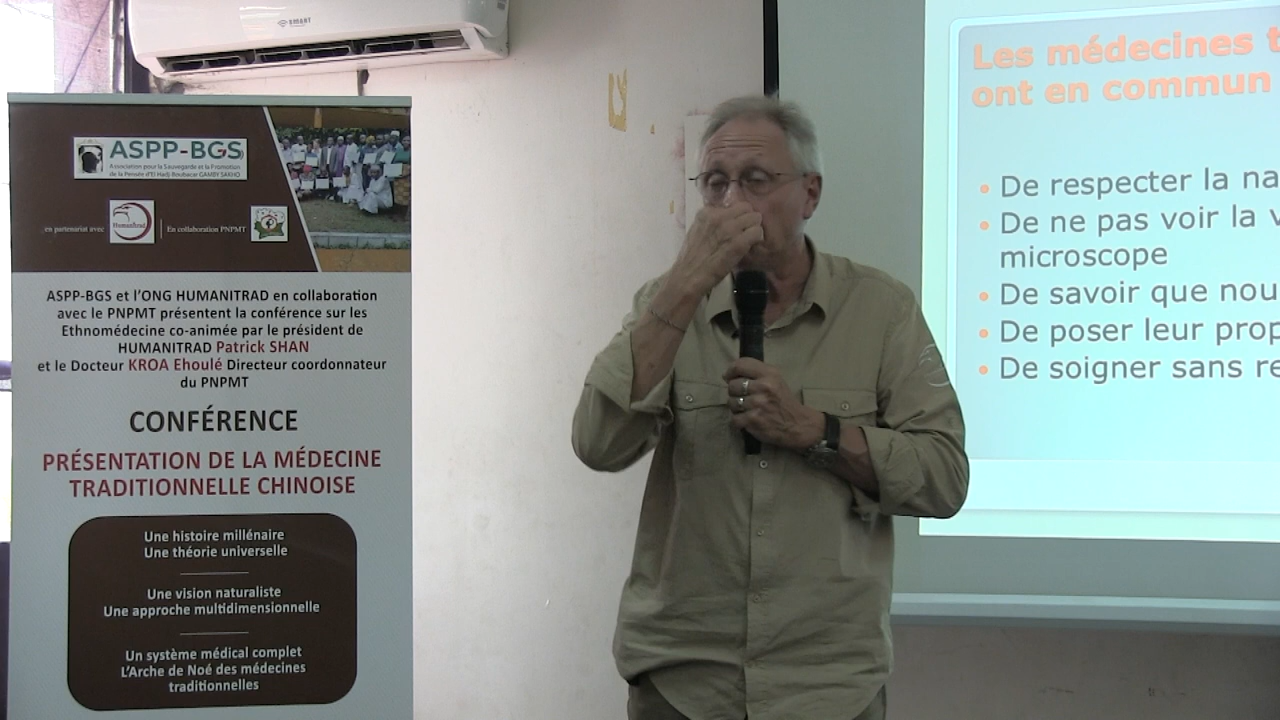 SMART
ASPP-BGS
Association pour la Sauvegarde et la Promotion
de la Pensée d'El Hadj Boubacar GAMBY SAKHO
en partenariat avec
Humanitrad
En collaboration PNPMT
ASPP-BGS et l'ONG HUMANITRAD en collaboration
avec le PNPMT présentent la conférence sur les
Ethnomédecine co-animée par le président de
HUMANITRAD Patrick SHAN
et le Docteur KROA Ehoulé Directeur coordonnateur
du PNPMT
CONFÉRENCE
PRÉSENTATION DE LA MÉDECINE
TRADITIONNELLE CHINOISE
Une histoire millénaire
Une théorie universelle
Une vision naturaliste
Une approche multidimensionnelle
Un système médical complet
L'Arche de Noé des médecines
traditionnelles
Les médecines t
ont en commun
• De respecter la na
• De ne pas voir la v
microscope
• De savoir que nou
• De poser leur prop
• De soigner sans re